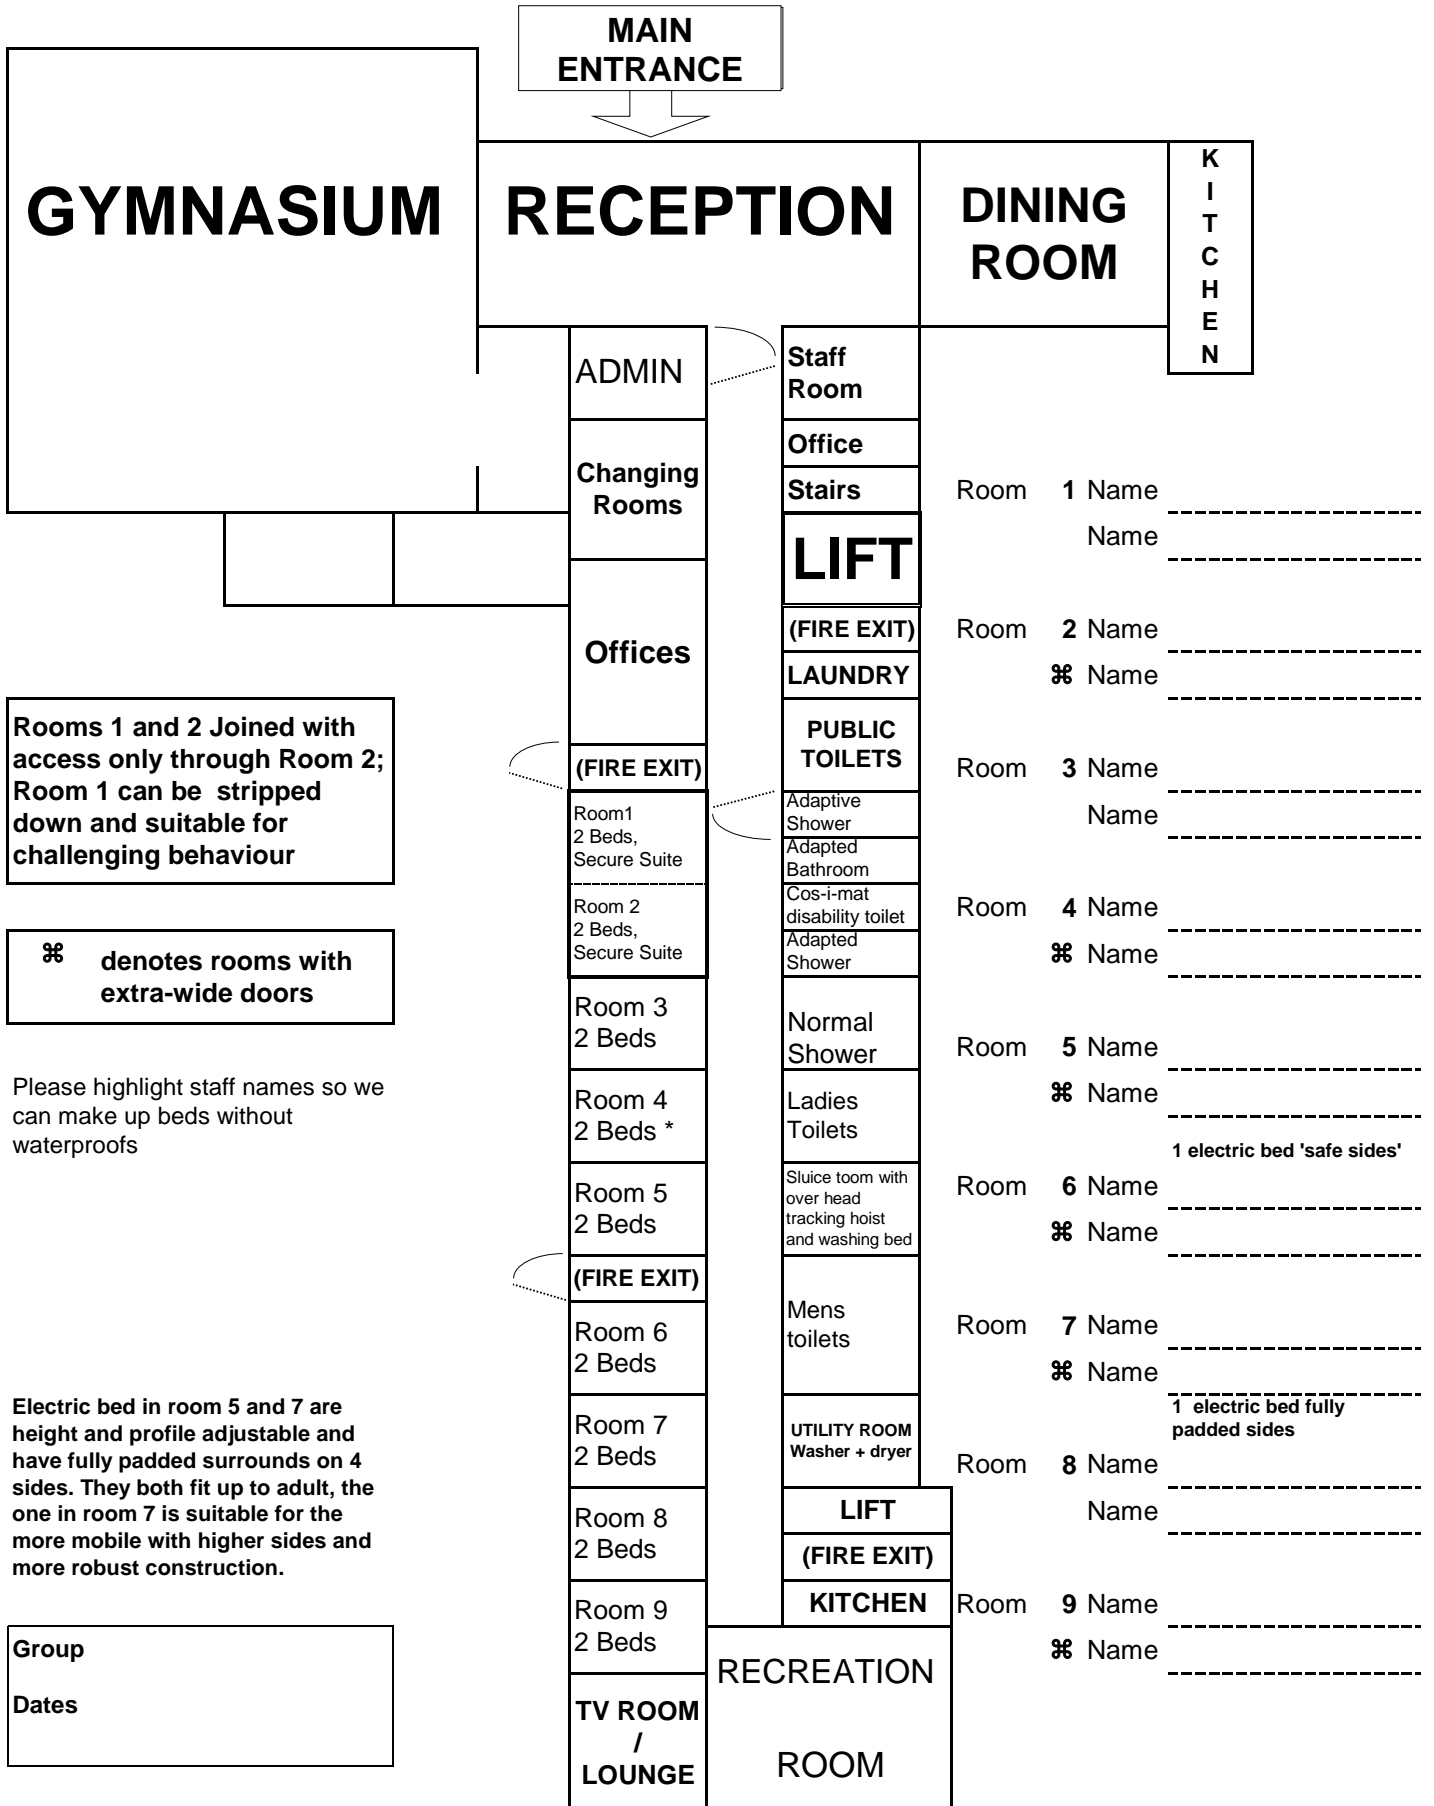 MAIN
ENTRANCE
GYMNASIUM
RECEPTION
DINING
ROOM
K
I
T
C
H
E
N
ADMIN
Changing
Rooms
Offices
(FIRE EXIT)
Room1
2 Beds,
Secure Suite
Room 2
2 Beds,
Secure Suite
Room 3
2 Beds
Room 4
2 Beds *
Room 5
2 Beds
(FIRE EXIT)
Room 6
2 Beds
Room 7
2 Beds
Room 8
2 Beds
Room 9
2 Beds
TV ROOM
/
LOUNGE
Staff
Room
Office
Stairs
LIFT
(FIRE EXIT)
LAUNDRY
PUBLIC
TOILETS
Adaptive
Shower
Adapted
Bathroom
Cos-i-mat
disability toilet
Adapted
Shower
Normal
Shower
Ladies
Toilets
Sluice toom with
over head
tracking hoist
and washing bed
Mens
toilets
UTILITY ROOM
Washer + dryer
LIFT
(FIRE EXIT)
KITCHEN
RECREATION
ROOM
Rooms 1 and 2 Joined with
access only through Room 2;
Room 1 can be stripped
down and suitable for
challenging behaviour
⌘ denotes rooms with
extra-wide doors
Please highlight staff names so we
can make up beds without
waterproofs
Electric bed in room 5 and 7 are
height and profile adjustable and
have fully padded surrounds on 4
sides. They both fit up to adult, the
one in room 7 is suitable for the
more mobile with higher sides and
more robust construction.
Group
Dates
Room 1 Name
Name
Room 2 Name
⌘ Name
Room 3 Name
Name
Room 4 Name
⌘ Name
Room 5 Name
⌘ Name
1 electric bed 'safe sides'
Room 6 Name
⌘ Name
Room 7 Name
⌘ Name
1 electric bed fully
padded sides
Room 8 Name
Name
Room 9 Name
⌘ Name